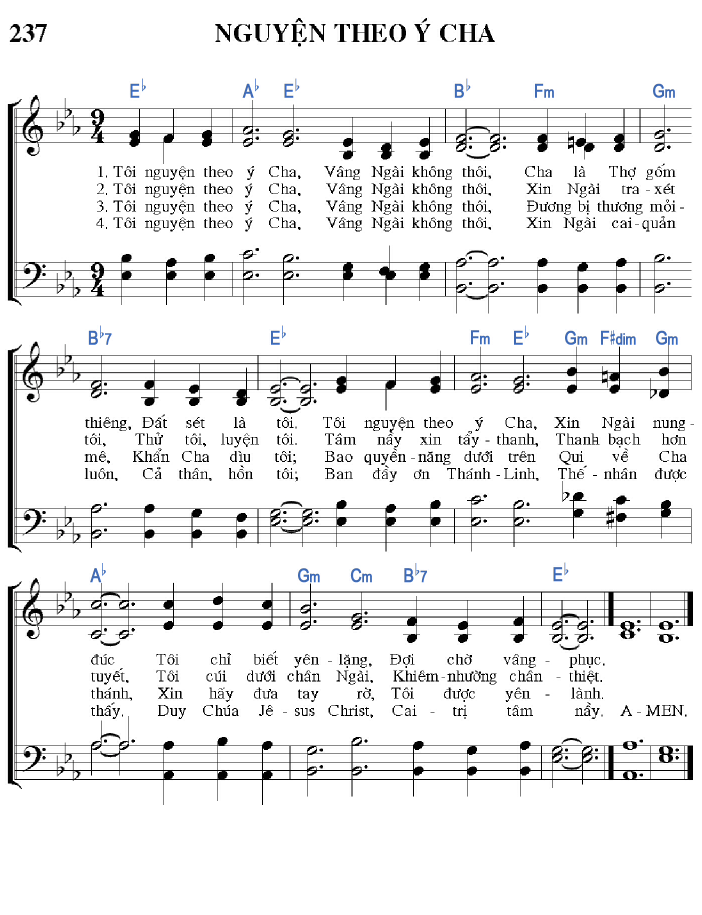 237 NGUYỆN THEO Ý CHA
E♭ A♭ E♭ B♭ Fm Gm
9 4
1. Tôi nguyện theo ý Cha, Vâng Ngài không thôi, Cha là Thợ gốm
2. Tôi nguyện theo ý Cha, Vâng Ngài không thôi, Xin Ngài tra-xét
3. Tôi nguyện theo ý Cha, Vâng Ngài không thôi, Đương bị thương mỏi-
4. Tôi nguyện theo ý Cha, Vâng Ngài không thôi, Xin Ngài cai-quản
9 4
B♭7 E♭ Fm E♭ Gm F#dim Gm
thiêng, Đất sét là tôi, Tôi nguyện theo ý Cha, Xin Ngài nung-
tôi, Thử tôi, luyện tôi. Tâm nầy xin tẩy-thanh, Thanh bạch hơn
mê, Khẩn Cha dìu tôi; Bao quyền-năng dưới trên Qui về Cha
luôn, Cả thân, hồn tôi; Ban đầy ơn Thánh-Linh, Thế-nhân được
A♭ Gm Cm B♭7 E♭
đúc Tôi chỉ biết yên-lặng, Đợi chờ vâng-phục.
tuyết, Tôi cúi dưới chân Ngài, Khiêm-nhường chân-thiệt.
thánh, Xin hãy đưa tay rờ, Tôi được yên-lành.
thấy, Duy Chúa Jê-sus Christ, Cai-trị tâm nầy. A-MEN.